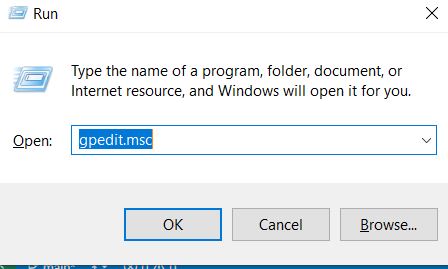 Run
Type the name of a program, folder, document, or
Internet resource, and Windows will open it for you.
Open:
gpedit.msc
OK
Cancel
Browse...